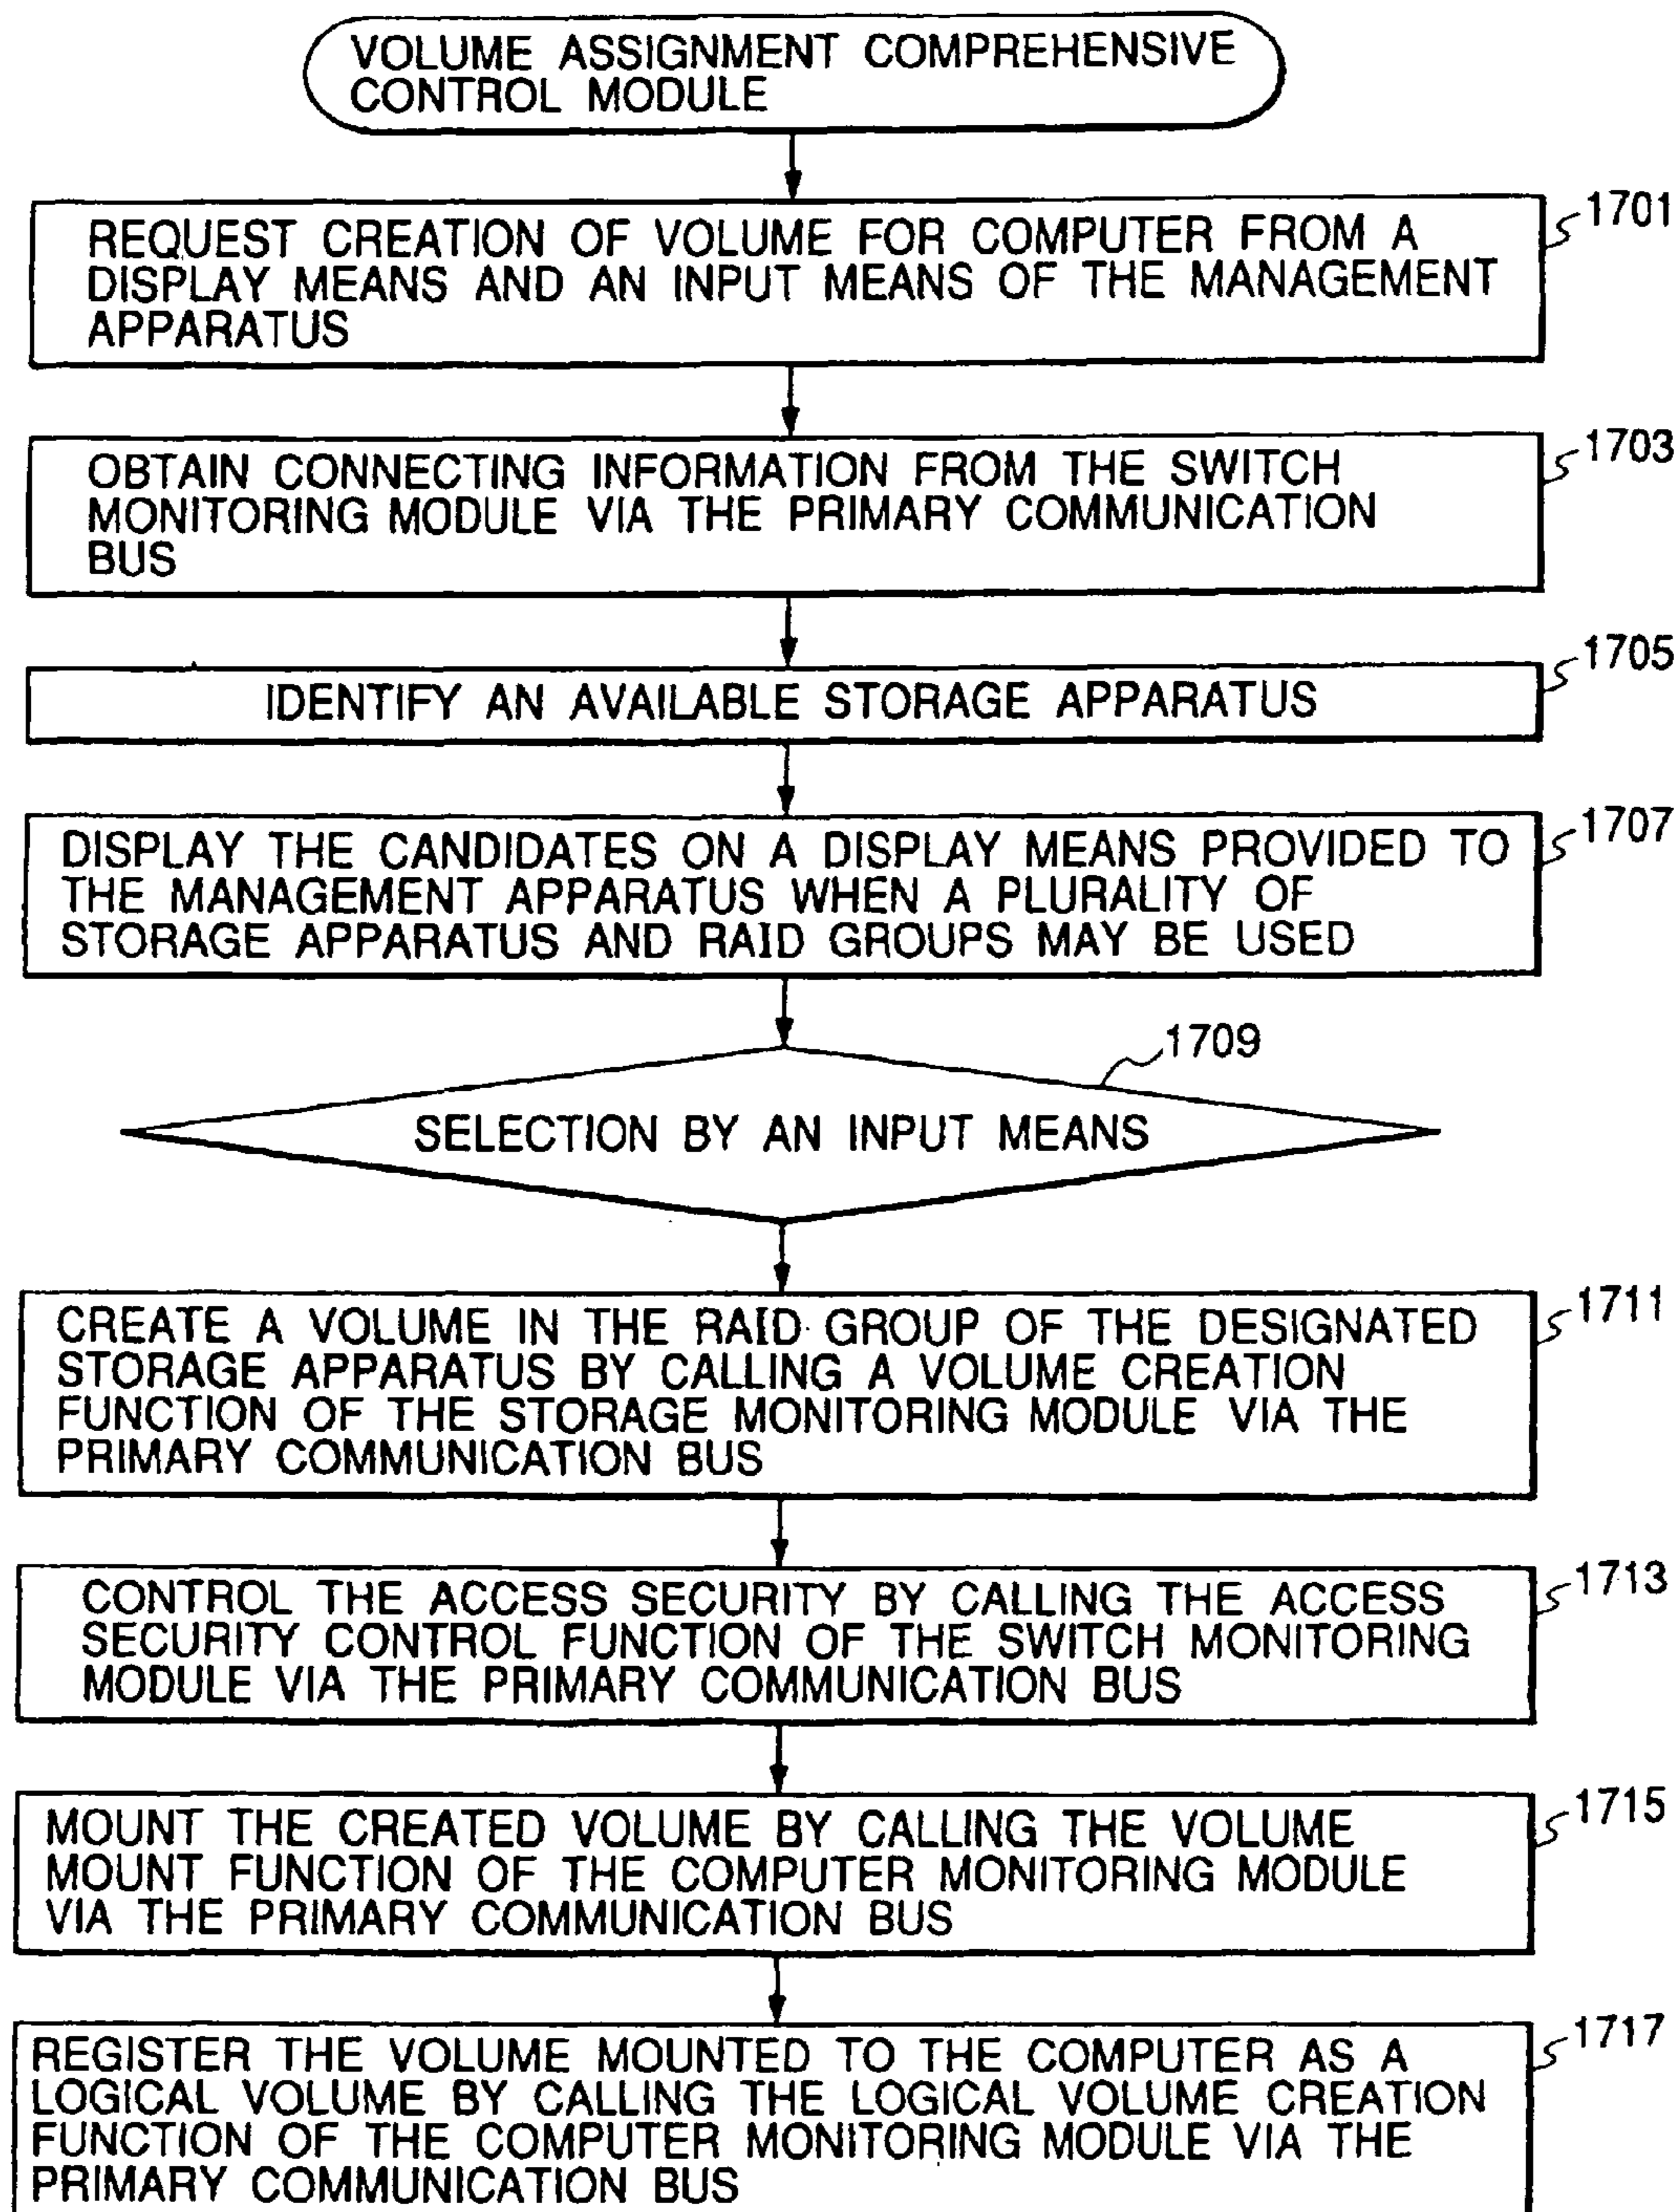 VOLUME ASSIGNMENT COMPREHENSIVE
CONTROL MODULE
1701
REQUEST CREATION OF VOLUME FOR COMPUTER FROM A
DISPLAY MEANS AND AN INPUT MEANS OF THE MANAGEMENT
APPARATUS
1703
OBTAIN CONNECTING INFORMATION FROM THE SWITCH
MONITORING MODULE VIA THE PRIMARY COMMUNICATION
BUS
1705
IDENTIFY AN AVAILABLE STORAGE APPARATUS
1707
DISPLAY THE CANDIDATES ON A DISPLAY MEANS PROVIDED TO
THE MANAGEMENT APPARATUS WHEN A PLURALITY OF
STORAGE APPARATUS AND RAID GROUPS MAY BE USED
1709
SELECTION BY AN INPUT MEANS
1711
CREATE A VOLUME IN THE RAID GROUP OF THE DESIGNATED
STORAGE APPARATUS BY CALLING A VOLUME CREATION
FUNCTION OF THE STORAGE MONITORING MODULE VIA THE
PRIMARY COMMUNICATION BUS
1713
CONTROL THE ACCESS SECURITY BY CALLING THE ACCESS
SECURITY CONTROL FUNCTION OF THE SWITCH MONITORING
MODULE VIA THE PRIMARY COMMUNICATION BUS
1715
MOUNT THE CREATED VOLUME BY CALLING THE VOLUME
MOUNT FUNCTION OF THE COMPUTER MONITORING MODULE
VIA THE PRIMARY COMMUNICATION BUS
1717
REGISTER THE VOLUME MOUNTED TO THE COMPUTER AS A
LOGICAL VOLUME BY CALLING THE LOGICAL VOLUME CREATION
FUNCTION OF THE COMPUTER MONITORING MODULE VIA THE
PRIMARY COMMUNICATION BUS